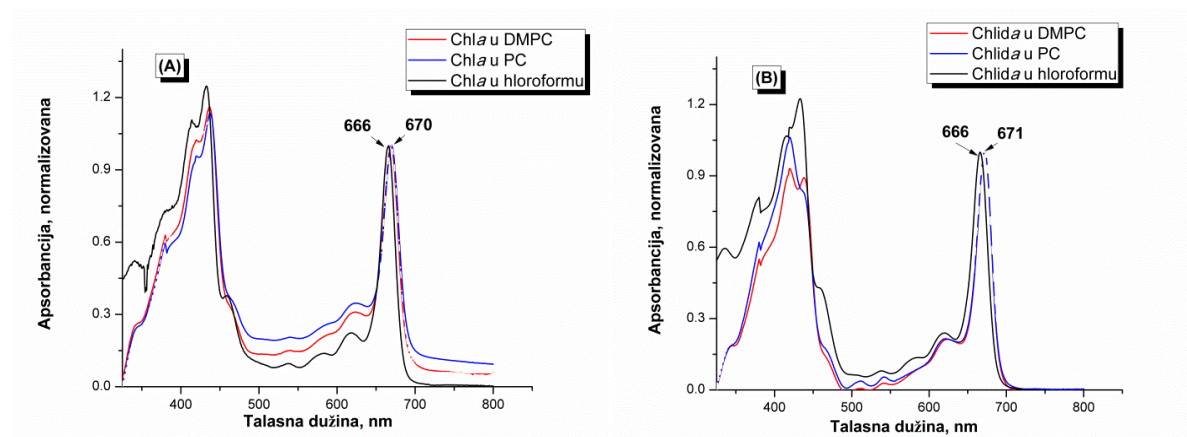 (A)
Chla u DMPC
Chla u PC
Chla u hloroformu
666
670
Apsorbancija, normalizovana
1.2
0.9
0.6
0.3
0.0
400
500
600
700
800
Talasna dužina, nm
(B)
Chlida u DMPC
Chlida u PC
Chlida u hloroformu
666
671
Apsorbancija, normalizovana
1.2
0.9
0.6
0.3
0.0
400
500
600
700
800
Talasna dužina, nm